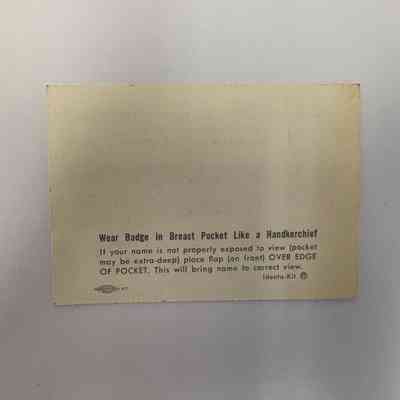 Wear Badge in Breast Pocket Like a Handkerchief
If your name is not properly exposed to view (pocket
may be extra-deep) place flap (on front) OVER EDGE
OF POCKET. This will bring name to correct view.
Idento-Kit